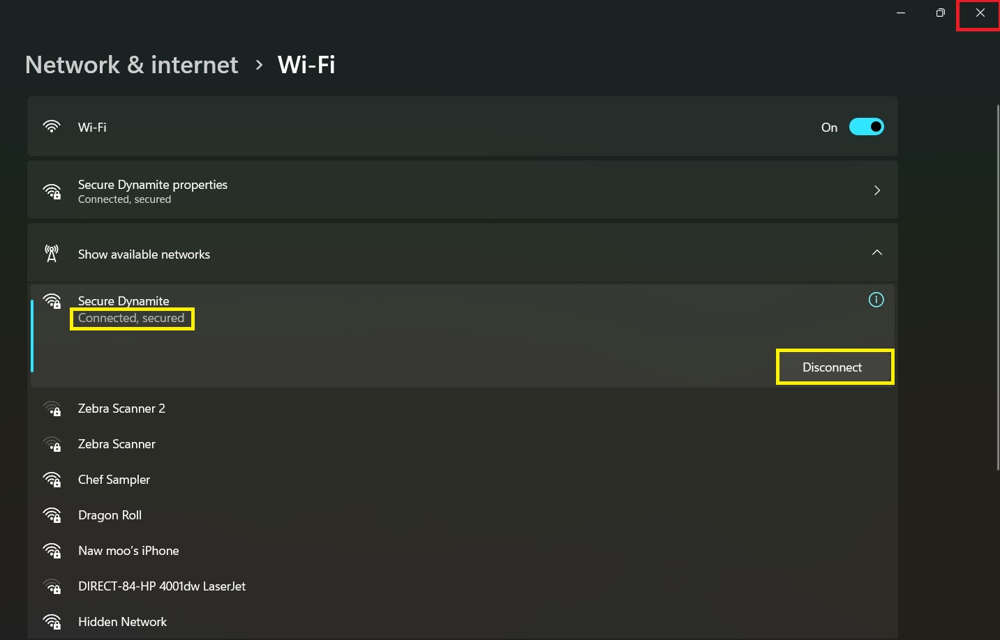 Network & internet > Wi-Fi
Wi-Fi
On
Secure Dynamite properties
Connected, secured
Show available networks
Secure Dynamite
Connected, secured
Disconnect
Zebra Scanner 2
Zebra Scanner
Chef Sampler
Dragon Roll
Naw moo's iPhone
DIRECT-84-HP 4001dw LaserJet
Hidden Network